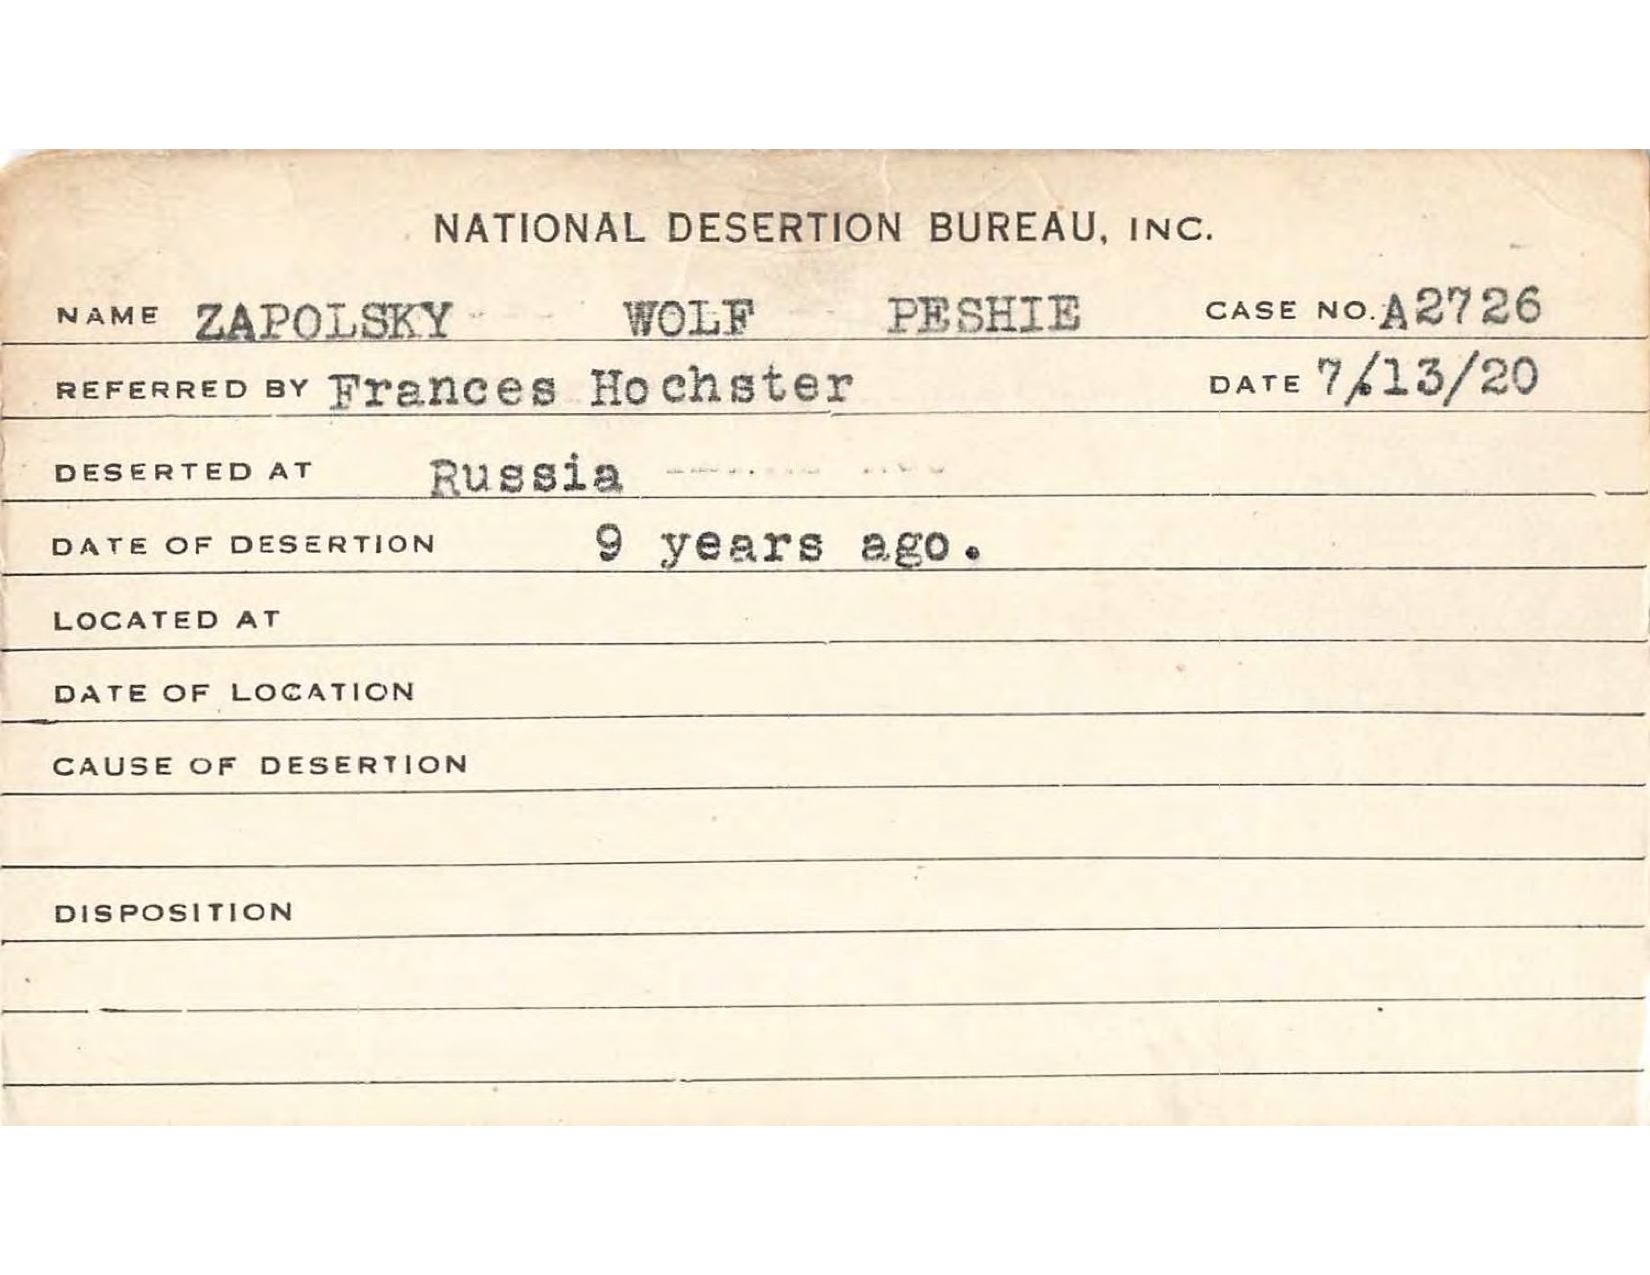 NATIONAL DESERTION BUREAU, INC.
NAME ZAPOLSKY WOLF PESHIE CASE NO. A2726
REFERRED BY Frances Hochster DATE 7/13/20
DESERTED AT Russia
DATE OF DESERTION 9 years ago.
LOCATED AT
DATE OF LOCATION
CAUSE OF DESERTION
DISPOSITION